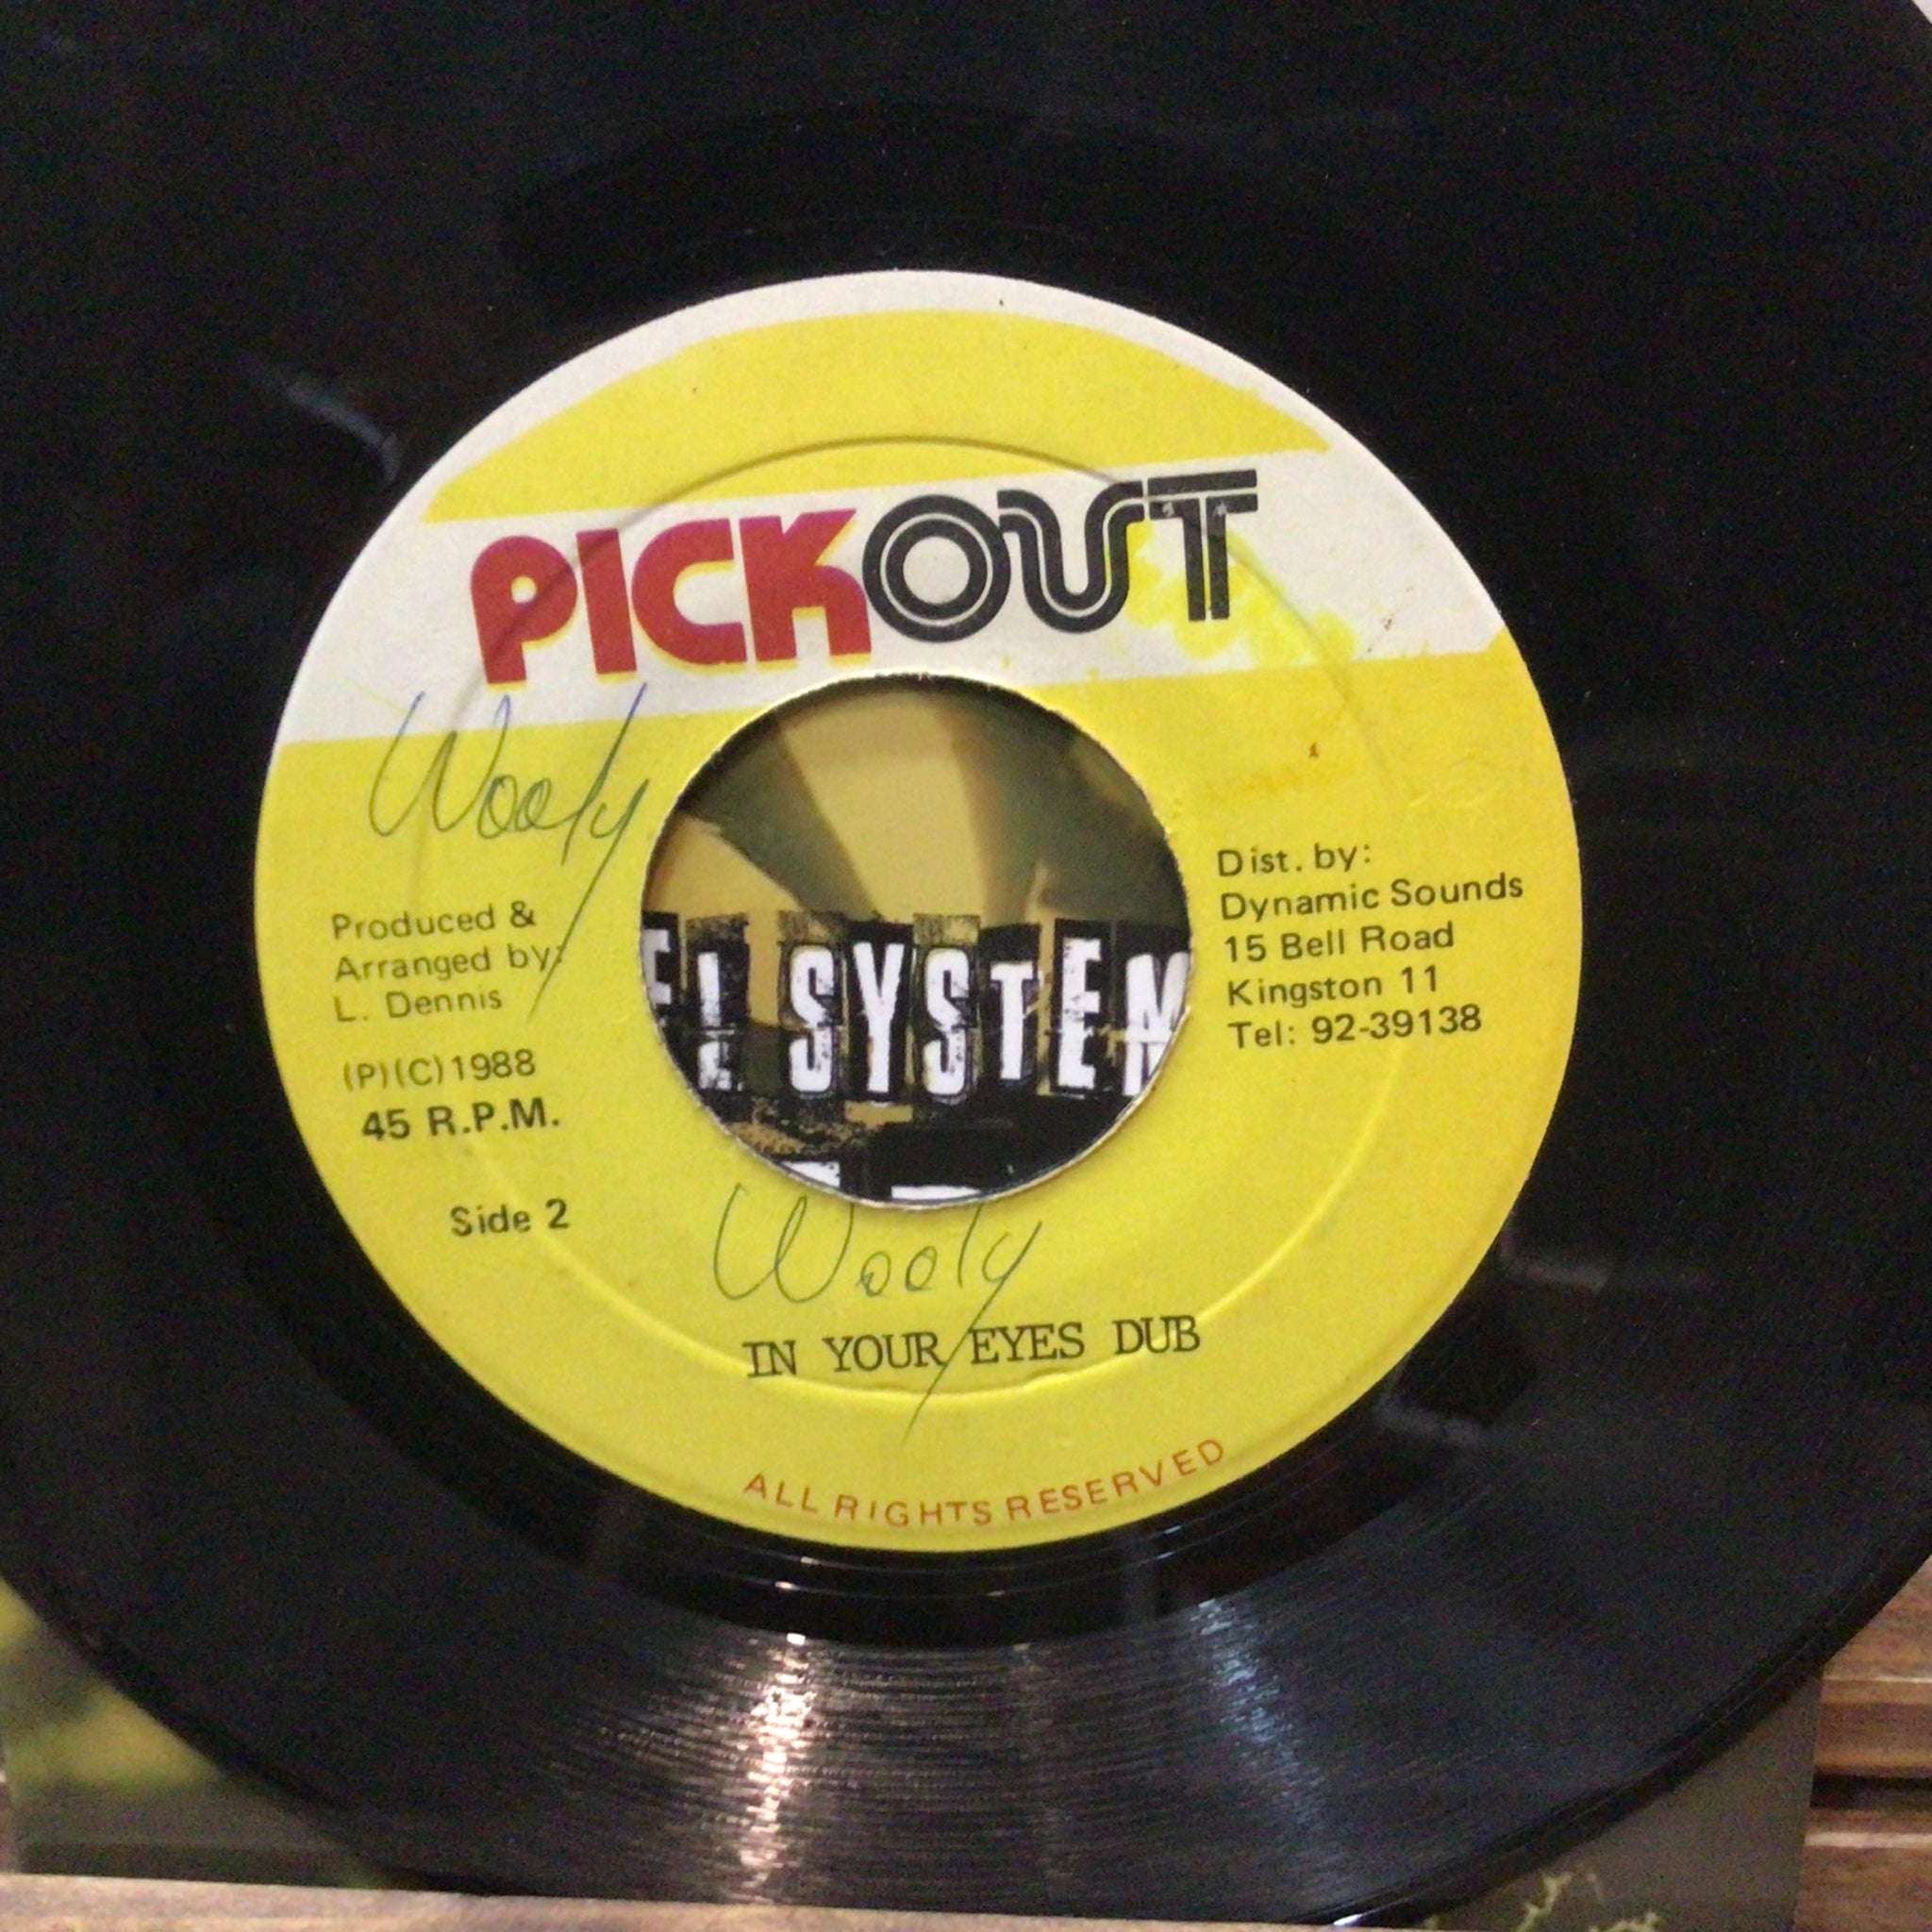 PICKOUT
Wooly
Produced &
Arranged by:
L. Dennis
(P)(C)1988
45 R.P.M.
Side 2
SYSTEM
Dist. by:
Dynamic Sounds
15 Bell Road
Kingston 11
Tel: 92-39138
Wooly
IN YOUR EYES DUB
ALL RIGHTS RESERVED